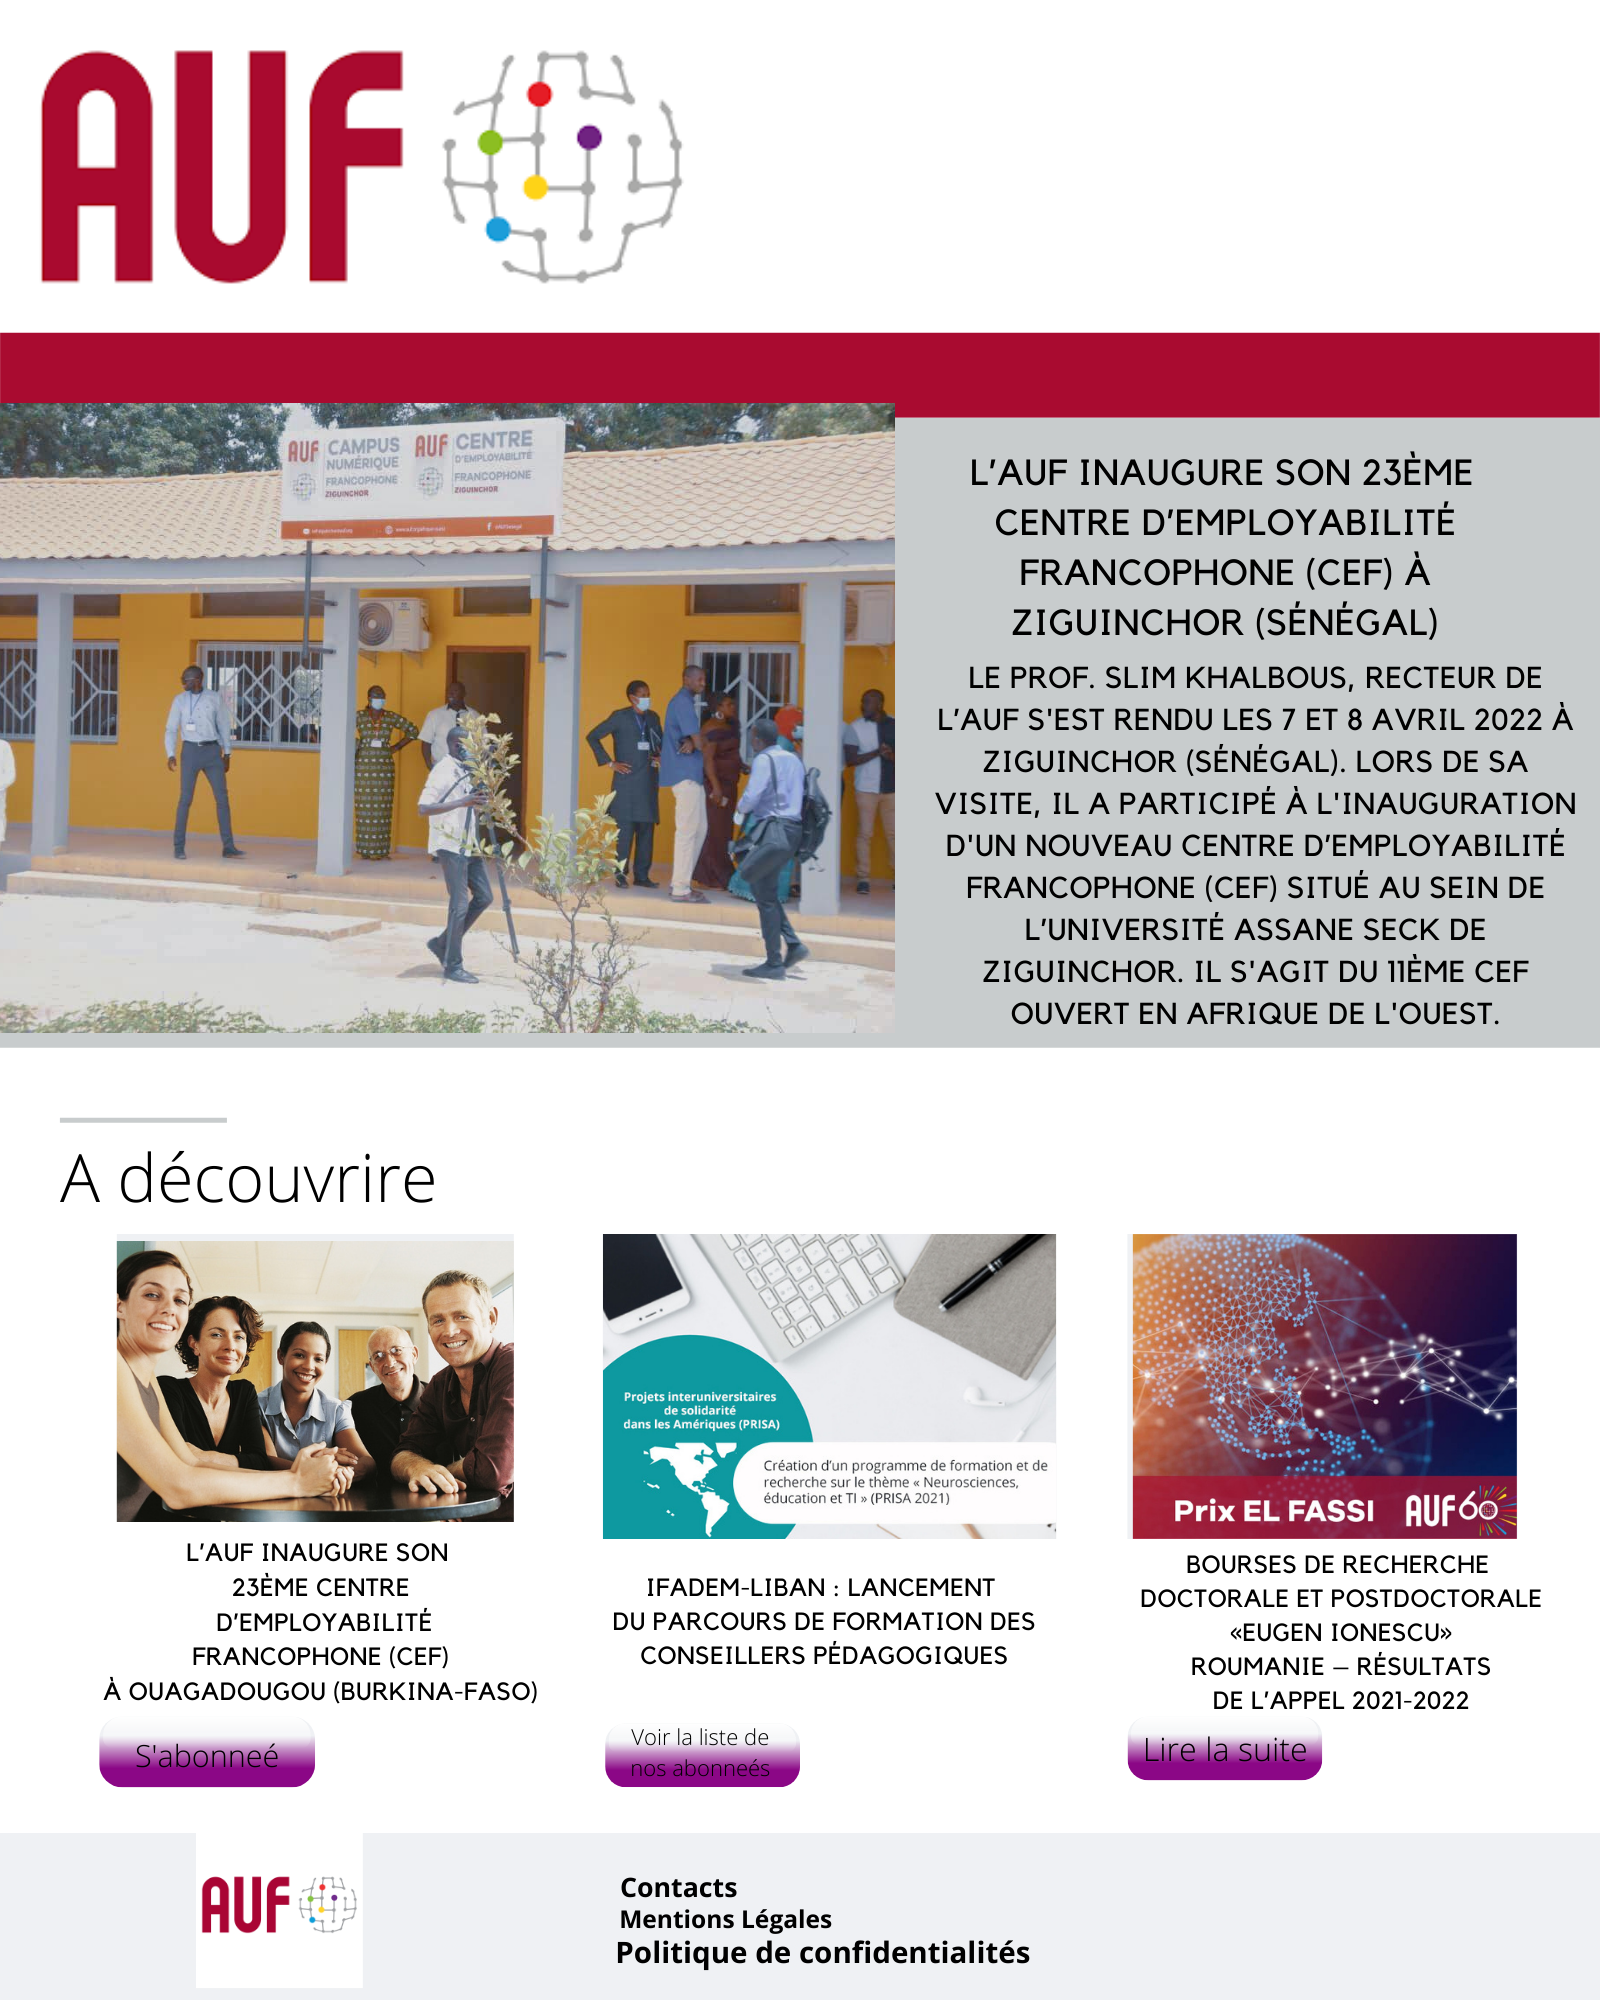 AUF
AUF CAMPUS NUMÉRIQUE FRANCOPHONE ZIGUINCHOR
AUF CENTRE D'EMPLOYABILITÉ FRANCOPHONE ZIGUINCHOR
L'AUF INAUGURE SON 23ÈME
CENTRE D'EMPLOYABILITÉ
FRANCOPHONE (CEF) À
ZIGUINCHOR (SÉNÉGAL)
LE PROF. SLIM KHALBOUS, RECTEUR DE
L'AUF S'EST RENDU LES 7 ET 8 AVRIL 2022 À
ZIGUINCHOR (SÉNÉGAL). LORS DE SA
VISITE, IL A PARTICIPÉ À L'INAUGURATION
D'UN NOUVEAU CENTRE D'EMPLOYABILITÉ
FRANCOPHONE (CEF) SITUÉ AU SEIN DE
L'UNIVERSITÉ ASSANE SECK DE
ZIGUINCHOR. IL S'AGIT DU 11ÈME CEF
OUVERT EN AFRIQUE DE L'OUEST.
A découvrire
L'AUF INAUGURE SON
23ÈME CENTRE
D'EMPLOYABILITÉ
FRANCOPHONE (CEF)
À OUAGADOUGOU (BURKINA-FASO)
S'abonneé
Projets interuniversitaires
de solidarité
dans les Amériques (PRISA)
Création d'un programme de formation et de
recherche sur le thème « Neurosciences,
éducation et TI » (PRISA 2021)
IFADEM-LIBAN : LANCEMENT
DU PARCOURS DE FORMATION DES
CONSEILLERS PÉDAGOGIQUES
Voir la liste de
nos abonneés
Prix EL FASSI AUF 60
BOURSES DE RECHERCHE
DOCTORALE ET POSTDOCTORALE
«EUGEN IONESCU»
ROUMANIE – RÉSULTATS
DE L'APPEL 2021-2022
Lire la suite
AUF
Contacts
Mentions Légales
Politique de confidentialités